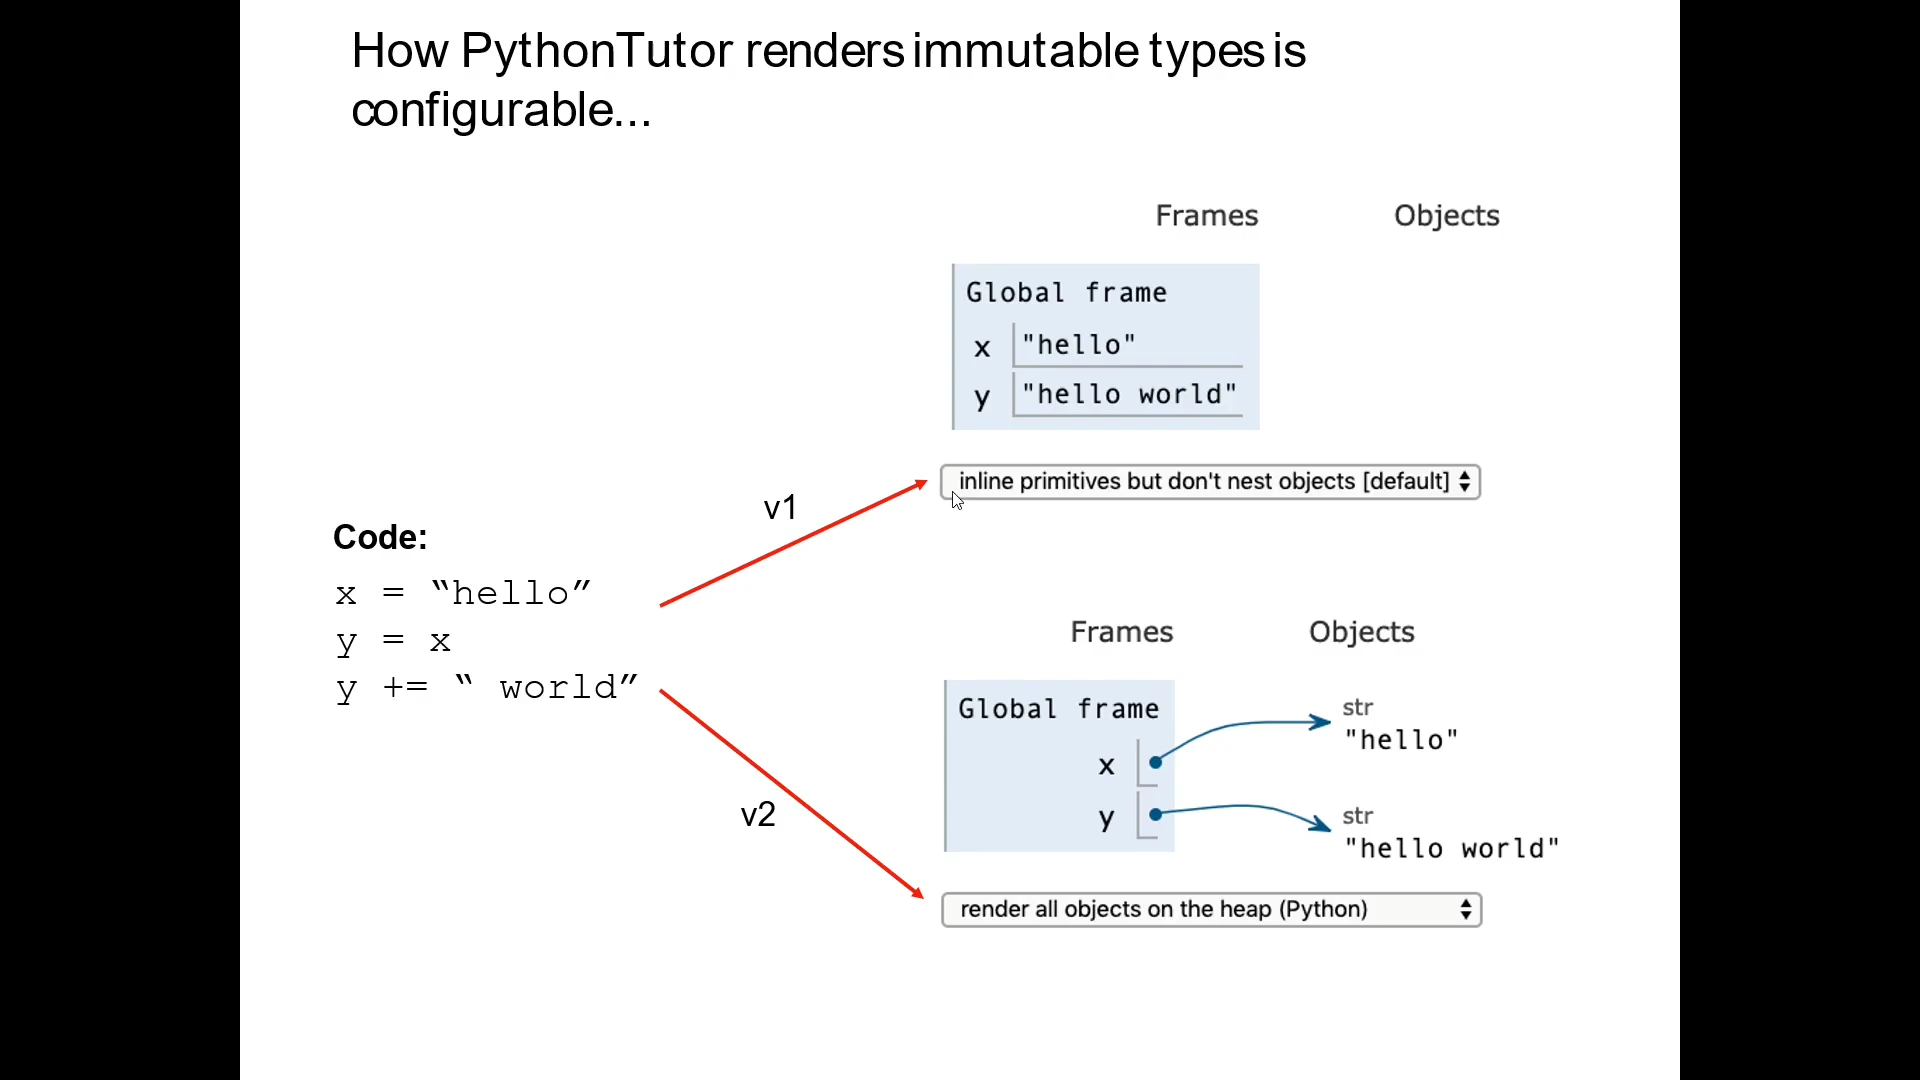 How PythonTutor renders immutable types is
configurable...
Frames Objects
Global frame
x "hello"
y "hello world"
inline primitives but don't nest objects [default]
v1
Code:
x = “hello”
y = x
y += “ world”
v2
Frames Objects
Global frame
x
y
str
"hello"
str
"hello world"
render all objects on the heap (Python)